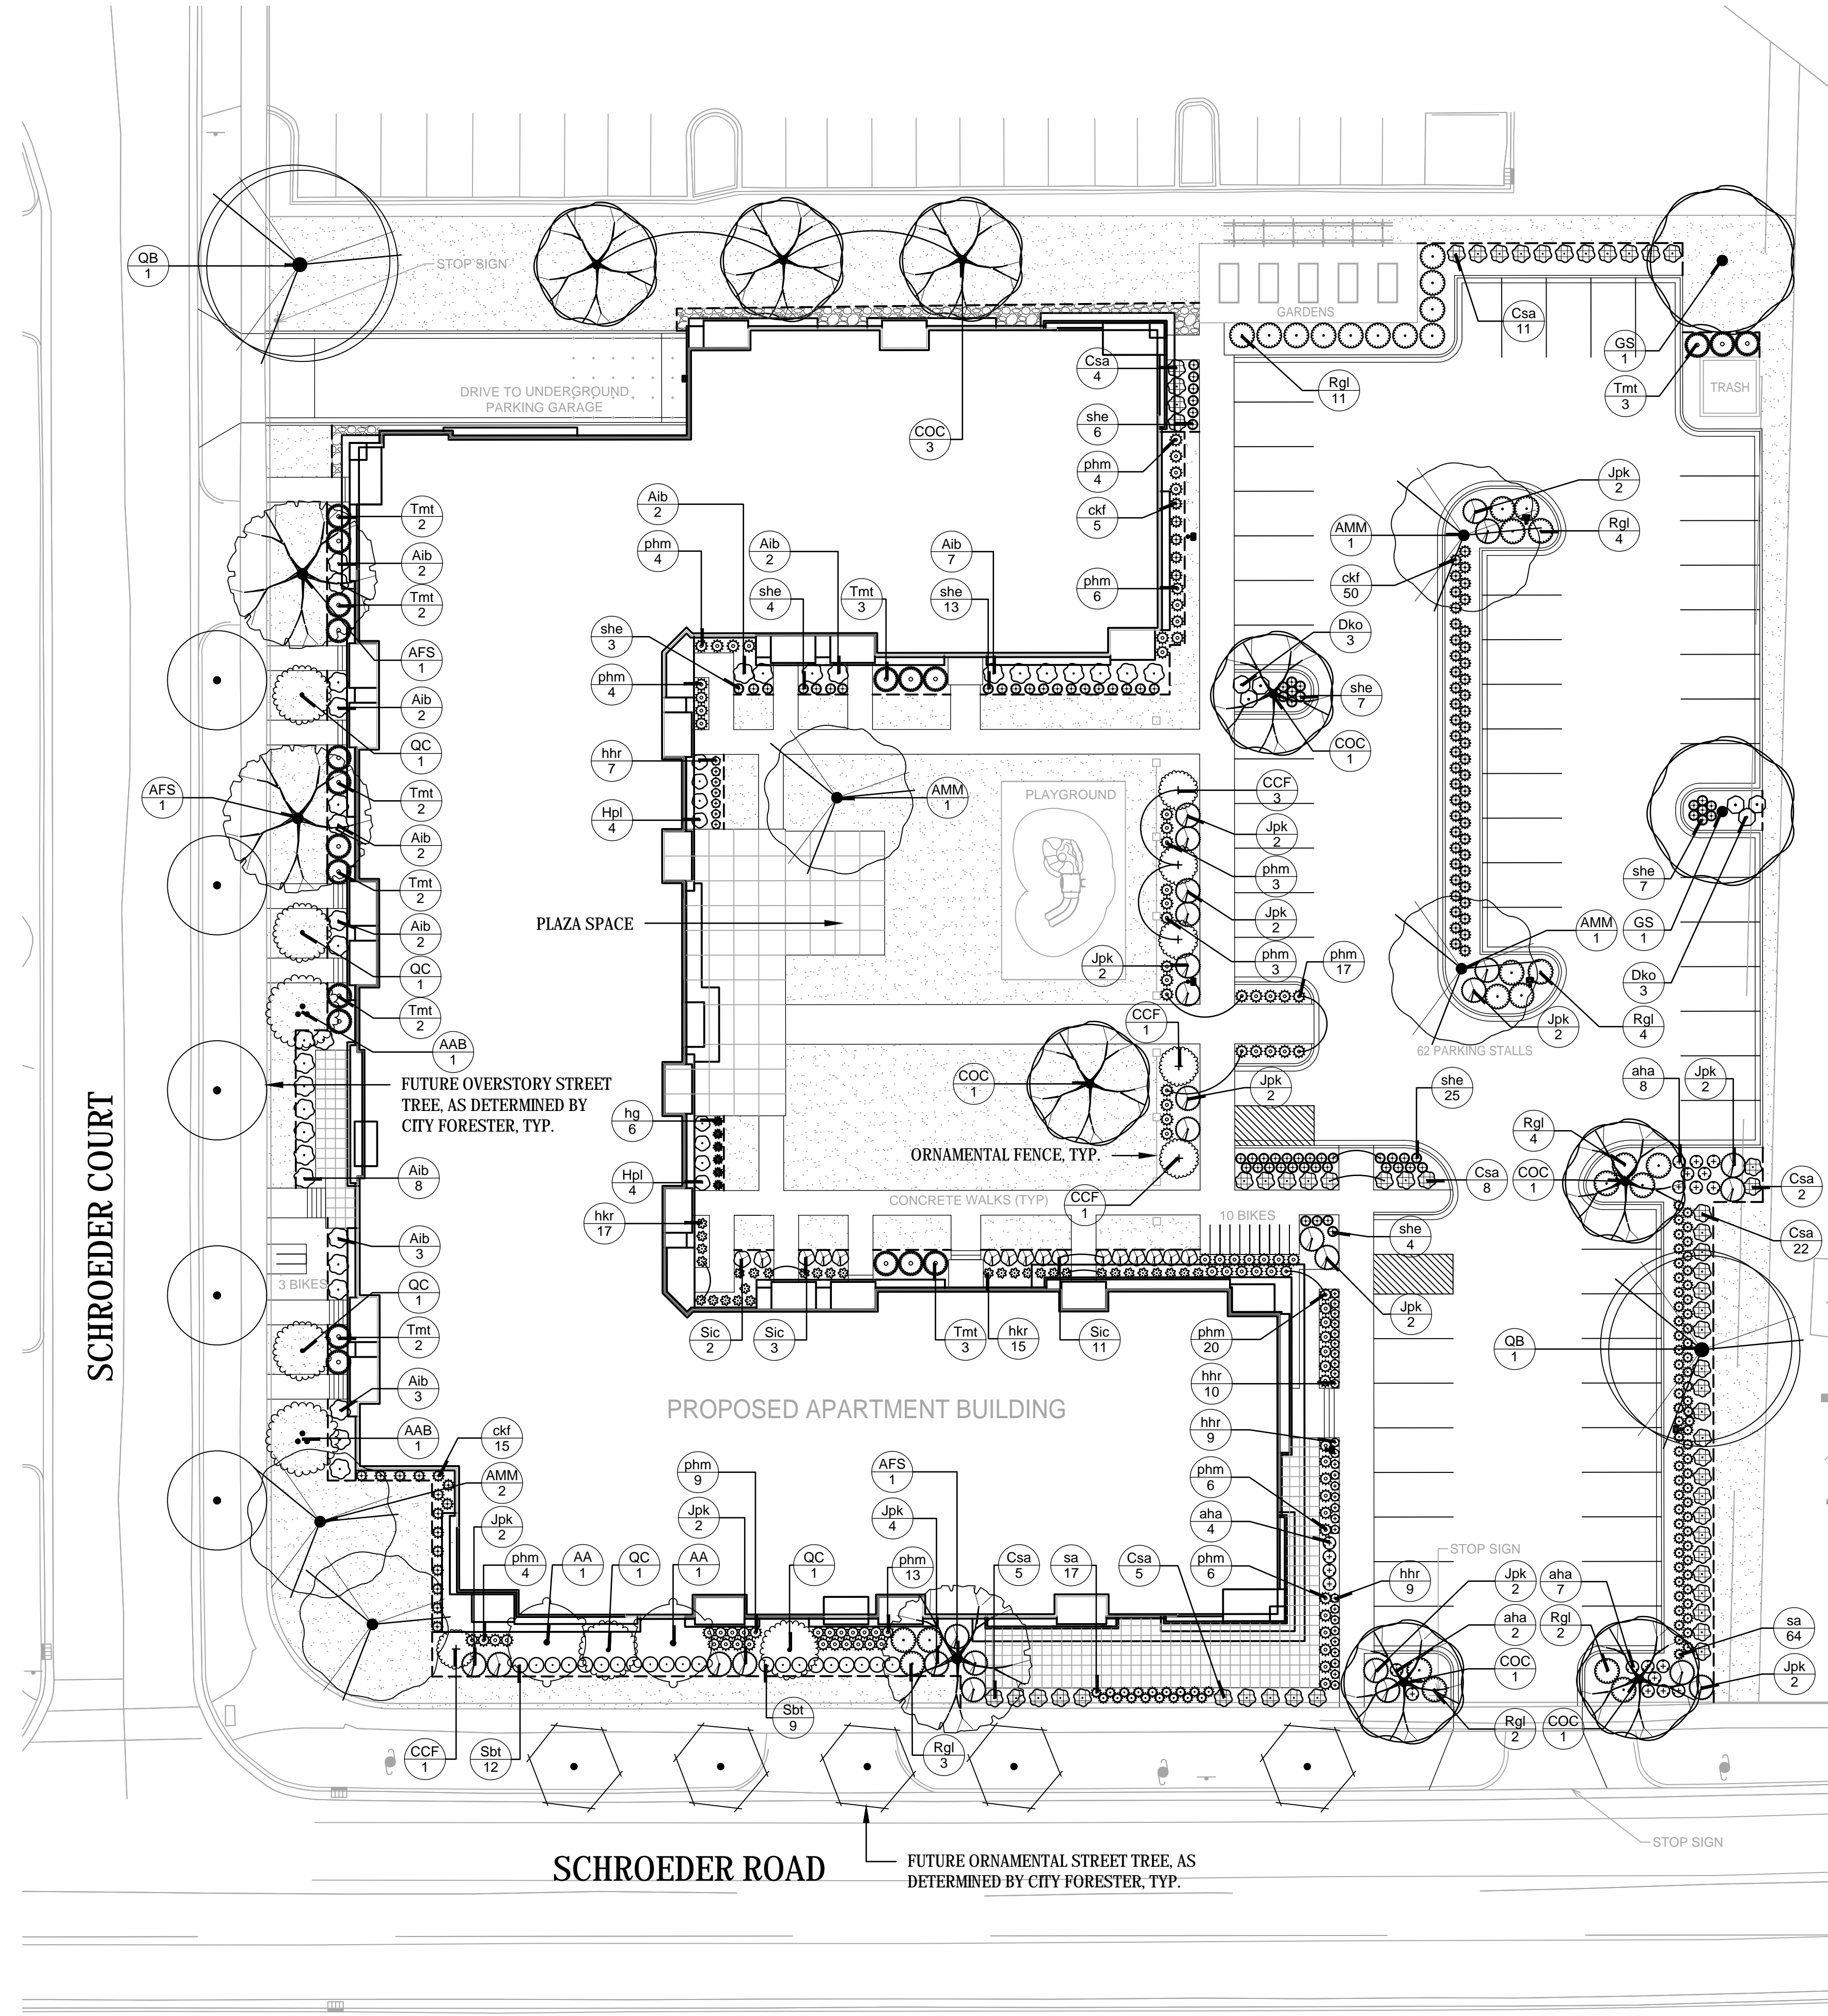 QB
1
STOP SIGN
GARDENS
Csa
11
GS
1
Csa
4
Rgl
11
Tmt
3
TRASH
DRIVE TO UNDERGROUND
PARKING GARAGE
she
6
COC
3
phm
4
Jpk
2
Aib
2
Tmt
2
ckf
5
AMM
1
Rgl
4
phm
4
Aib
2
Aib
7
Aib
2
phm
6
ckf
50
she
4
Tmt
3
she
13
Tmt
2
she
3
Dko
3
AFS
1
phm
4
she
7
Aib
2
QC
1
hhr
7
COC
1
AFS
1
Tmt
2
AMM
1
PLAYGROUND
CCF
3
Hpl
4
Jpk
2
Aib
2
she
7
phm
3
Tmt
2
PLAZA SPACE
Jpk
2
AMM
1
GS
1
Aib
2
phm
3
phm
17
Jpk
2
QC
1
Dko
3
Tmt
2
CCF
1
Jpk
2
Rgl
4
AAB
1
62 PARKING STALLS
FUTURE OVERSTORY STREET
TREE, AS DETERMINED BY
CITY FORESTER, TYP.
COC
1
Jpk
2
she
25
aha
8
Jpk
2
hg
6
Rgl
4
ORNAMENTAL FENCE, TYP.
Aib
8
Hpl
4
Csa
8
COC
1
Csa
2
CONCRETE WALKS (TYP)
CCF
1
hkr
17
10 BIKES
she
4
Csa
22
Aib
3
SCHROEDER COURT
3 BIKES
QC
1
Jpk
2
Tmt
2
Sic
2
Sic
3
Tmt
3
hkr
15
Sic
11
phm
20
QB
1
Aib
3
hhr
10
PROPOSED APARTMENT BUILDING
AAB
1
ckf
15
hhr
9
AMM
2
phm
9
AFS
1
phm
6
Jpk
2
Jpk
2
Jpk
4
aha
4
STOP SIGN
phm
4
AA
1
QC
1
AA
1
QC
1
phm
13
Csa
5
sa
17
Csa
5
phm
6
hhr
9
Jpk
2
aha
7
aha
2
Rgl
2
sa
64
COC
1
Jpk
2
Sbt
9
Rgl
2
COC
1
CCF
1
Sbt
12
Rgl
3
STOP SIGN
SCHROEDER ROAD
FUTURE ORNAMENTAL STREET TREE, AS
DETERMINED BY CITY FORESTER, TYP.